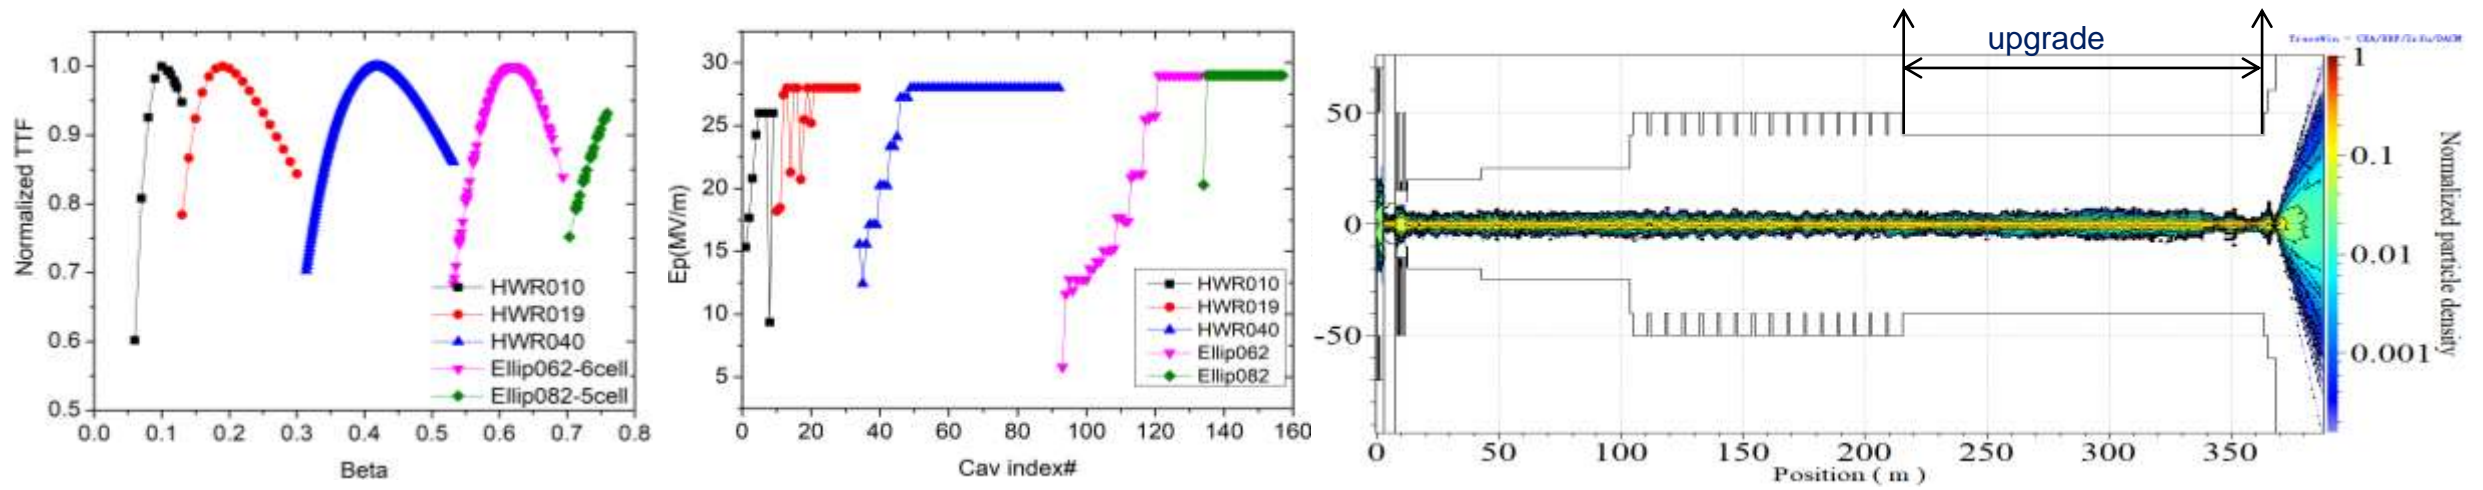 1.0
0.9
0.8
0.7
0.6
0.5
Normalized TTF
HWR010
HWR019
HWR040
Ellip062-6cell
Ellip082-5cell
0.0 0.1 0.2 0.3 0.4 0.5 0.6 0.7 0.8
Beta
30
25
20
15
10
5
Ep(MV/m)
HWR010
HWR019
HWR040
Ellip062
Ellip082
0 20 40 60 80 100 120 140 160
Cav index#
upgrade
50
0
-50
0 50 100 150 200 250 300 350
Position ( m )
1
0.1
0.01
0.001
Normalized particle density